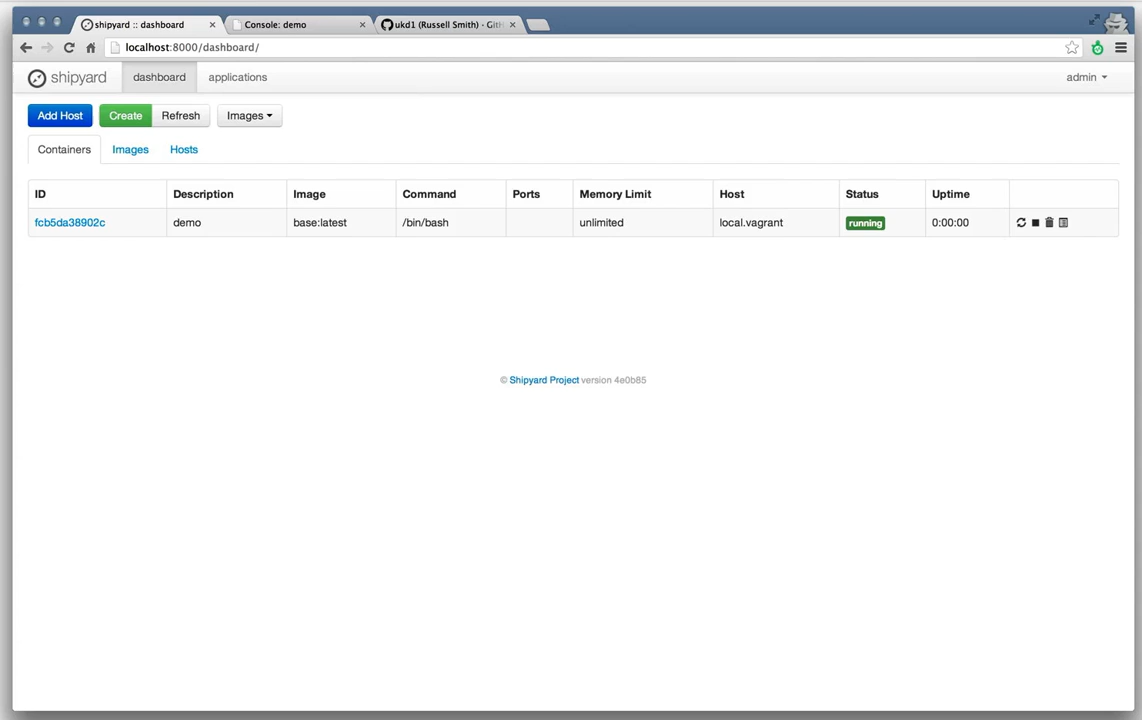 shipyard :: dashboard
Console: demo
ukd1 (Russell Smith) · GitH
localhost:8000/dashboard/
shipyard dashboard applications admin
Add Host Create Refresh Images
Containers Images Hosts
ID Description Image Command Ports Memory Limit Host Status Uptime
fcb5da38902c demo base:latest /bin/bash unlimited local.vagrant running 0:00:00
© Shipyard Project version 4e0b85